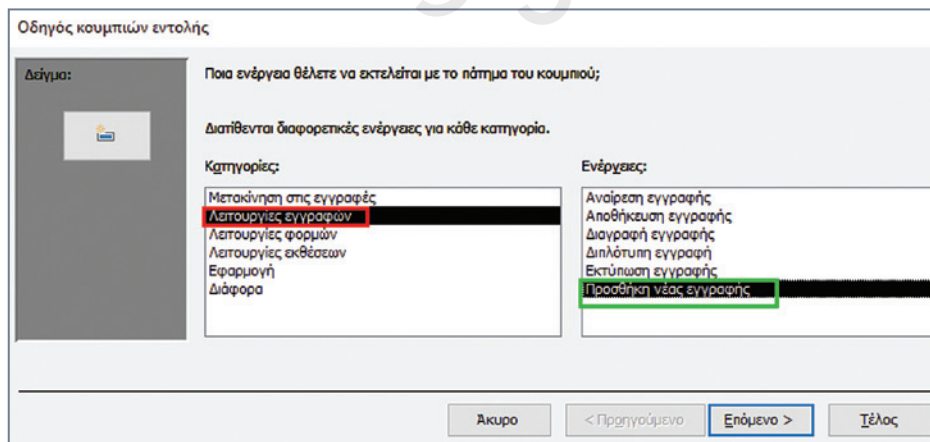 Οδηγός κουμπιών εντολής
Δείγμα:
Ποια ενέργεια θέλετε να εκτελείται με το πάτημα του κουμπιού;
Διατίθενται διαφορετικές ενέργειες για κάθε κατηγορία.
Κατηγορίες:
Μετακίνηση στις εγγραφές
Λειτουργίες εγγραφών
Λειτουργίες φορμών
Λειτουργίες εκθέσεων
Εφαρμογή
Διάφορα
Ενέργειες:
Αναίρεση εγγραφής
Αποθήκευση εγγραφής
Διαγραφή εγγραφής
Διπλότυπη εγγραφή
Εκτύπωση εγγραφής
Προσθήκη νέας εγγραφής
Άκυρο
< Προηγούμενο
Επόμενο >
Τέλος